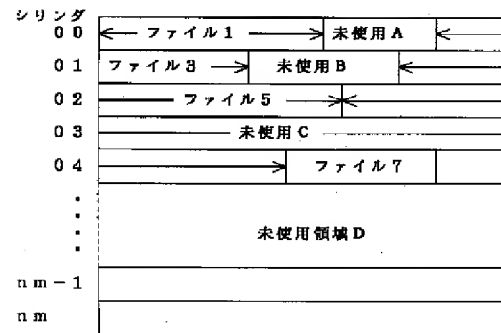 シリンダ
00 ファイル1 未使用A
01 ファイル3 未使用B
02 ファイル5
03 未使用C
04 ファイル7
未使用領域D
nm-1
nm